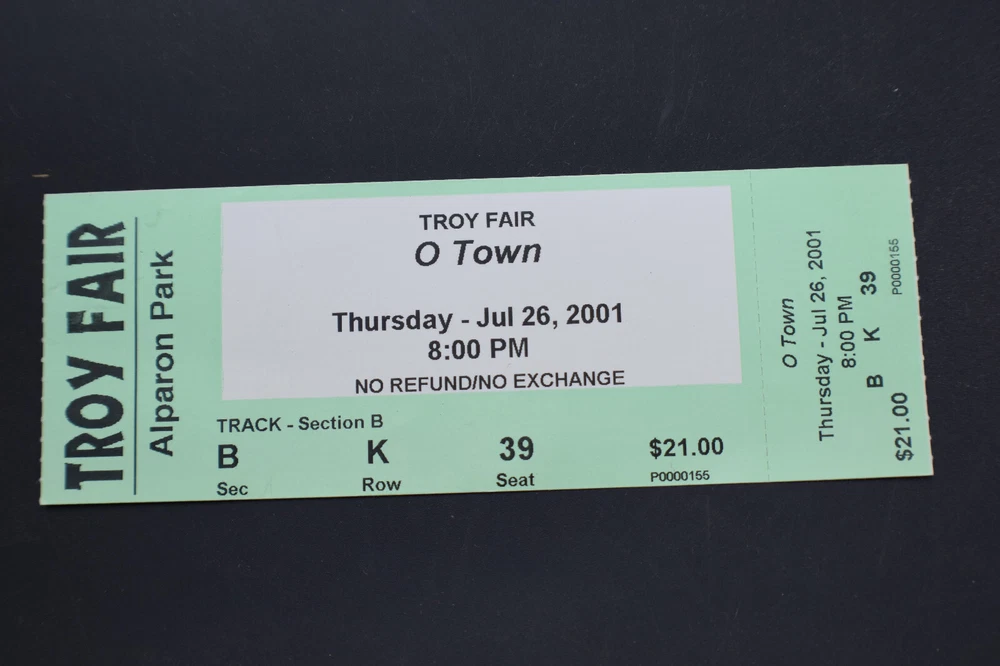 TROY FAIR
Alparon Park
TROY FAIR
O Town
Thursday - Jul 26, 2001
8:00 PM
NO REFUND/NO EXCHANGE
TRACK - Section B
B K 39 $21.00
Sec Row Seat P0000155
O Town
Thursday - Jul 26, 2001
8:00 PM
B K 39
$21.00 P0000155